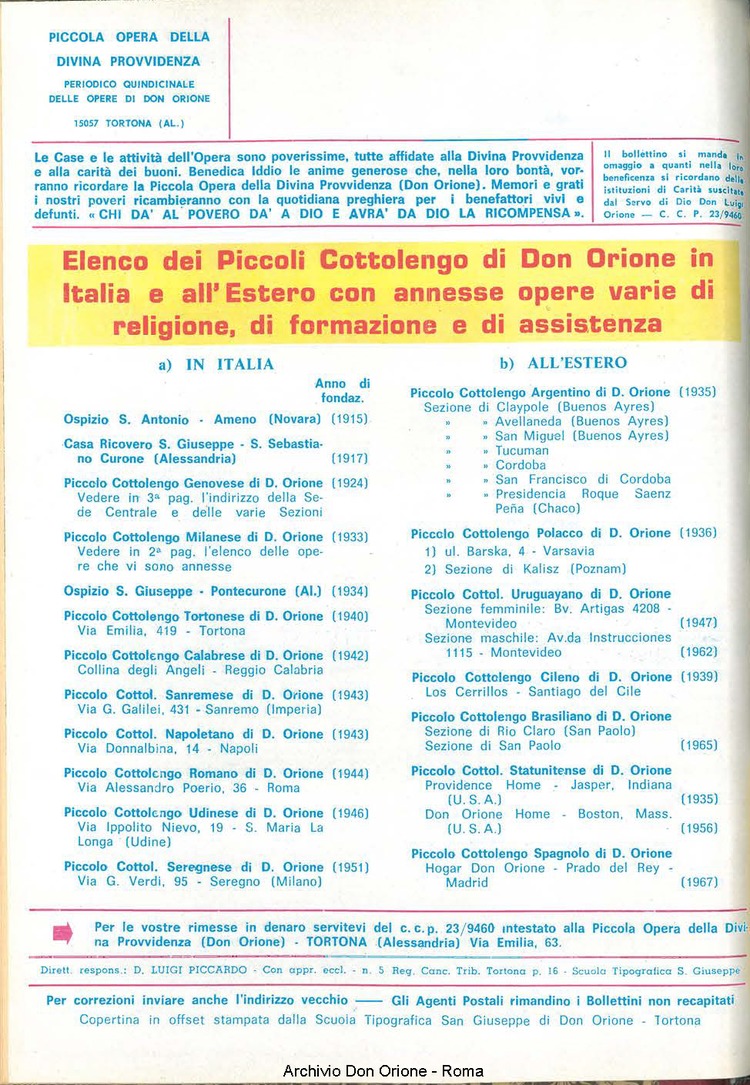 PICCOLA OPERA DELLA
DIVINA PROVVIDENZA
PERIODICO QUINDICINALE
DELLE OPERE DI DON ORIONE
15057 TORTONA (AL.)
Le Case e le attività dell'Opera sono poverissime, tutte affidate alla Divina Provvidenza
e alla carità dei buoni. Benedica Iddio le anime generose che, nella loro bontà, vor-
ranno ricordare la Piccola Opera della Divina Provvidenza (Don Orione). Memori e grati
i nostri poveri ricambieranno con la quotidiana preghiera per i benefattori vivi e
defunti. « CHI DA' AL POVERO DA' A DIO E AVRA' DA DIO LA RICOMPENSA ».
Il bollettino si manda in
omaggio a quanti nella loro
beneficenza si ricordano delle
istituzioni di Carità suscitate
dal Servo di Dio Don Luigi
Orione — C. C. P. 23/9460
Elenco dei Piccoli Cottolengo di Don Orione in
Italia e all'Estero con annesse opere varie di
religione, di formazione e di assistenza
a) IN ITALIA
Anno di
fondaz.
Ospizio S. Antonio - Ameno (Novara) (1915)
Casa Ricovero S. Giuseppe - S. Sebastia-
no Curone (Alessandria) (1917)
Piccolo Cottolengo Genovese di D. Orione (1924)
Vedere in 3ª pag. l'indirizzo della Se-
de Centrale e delle varie Sezioni
Piccolo Cottolengo Milanese di D. Orione (1933)
Vedere in 2ª pag. l'elenco delle ope-
re che vi sono annesse
Ospizio S. Giuseppe - Pontecurone (Al.) (1934)
Piccolo Cottolengo Tortonese di D. Orione (1940)
Via Emilia, 419 - Tortona
Piccolo Cottolengo Calabrese di D. Orione (1942)
Collina degli Angeli - Reggio Calabria
Piccolo Cottol. Sanremese di D. Orione (1943)
Via G. Galilei, 431 - Sanremo (Imperia)
Piccolo Cottol. Napoletano di D. Orione (1943)
Via Donnalbina, 14 - Napoli
Piccolo Cottolengo Romano di D. Orione (1944)
Via Alessandro Poerio, 36 - Roma
Piccolo Cottolengo Udinese di D. Orione (1946)
Via Ippolito Nievo, 19 - S. Maria La
Longa (Udine)
Piccolo Cottol. Seregnese di D. Orione (1951)
Via G. Verdi, 95 - Seregno (Milano)
b) ALL'ESTERO
Piccolo Cottolengo Argentino di D. Orione (1935)
Sezione di Claypole (Buenos Ayres)
» » Avellaneda (Buenos Ayres)
» » San Miguel (Buenos Ayres)
» » Tucuman
» » Cordoba
» » San Francisco di Cordoba
» » Presidencia Roque Saenz
Peña (Chaco)
Piccolo Cottolengo Polacco di D. Orione (1936)
1) ul. Barska, 4 - Varsavia
2) Sezione di Kalisz (Poznam)
Piccolo Cottol. Uruguayano di D. Orione
Sezione femminile: Bv. Artigas 4208 -
Montevideo (1947)
Sezione maschile: Av.da Instrucciones
1115 - Montevideo (1962)
Piccolo Cottolengo Cileno di D. Orione (1939)
Los Cerrillos - Santiago del Cile
Piccolo Cottolengo Brasiliano di D. Orione
Sezione di Rio Claro (San Paolo)
Sezione di San Paolo (1965)
Piccolo Cottol. Statunitense di D. Orione
Providence Home - Jasper, Indiana
(U.S.A.) (1935)
Don Orione Home - Boston, Mass.
(U.S.A.) (1956)
Piccolo Cottolengo Spagnolo di D. Orione
Hogar Don Orione - Prado del Rey -
Madrid (1967)
Per le vostre rimesse in denaro servitevi del c.c.p. 23/9460 intestato alla Piccola Opera della Divi-
na Provvidenza (Don Orione) - TORTONA (Alessandria) Via Emilia, 63.
Dirett. respons.: D. LUIGI PICCARDO - Con appr. eccl. - n. 5 Reg. Canc. Trib. Tortona p. 16 - Scuola Tipografica S. Giuseppe
Per correzioni inviare anche l'indirizzo vecchio — Gli Agenti Postali rimandino i Bollettini non recapitati
Copertina in offset stampata dalla Scuola Tipografica San Giuseppe di Don Orione - Tortona
Archivio Don Orione - Roma